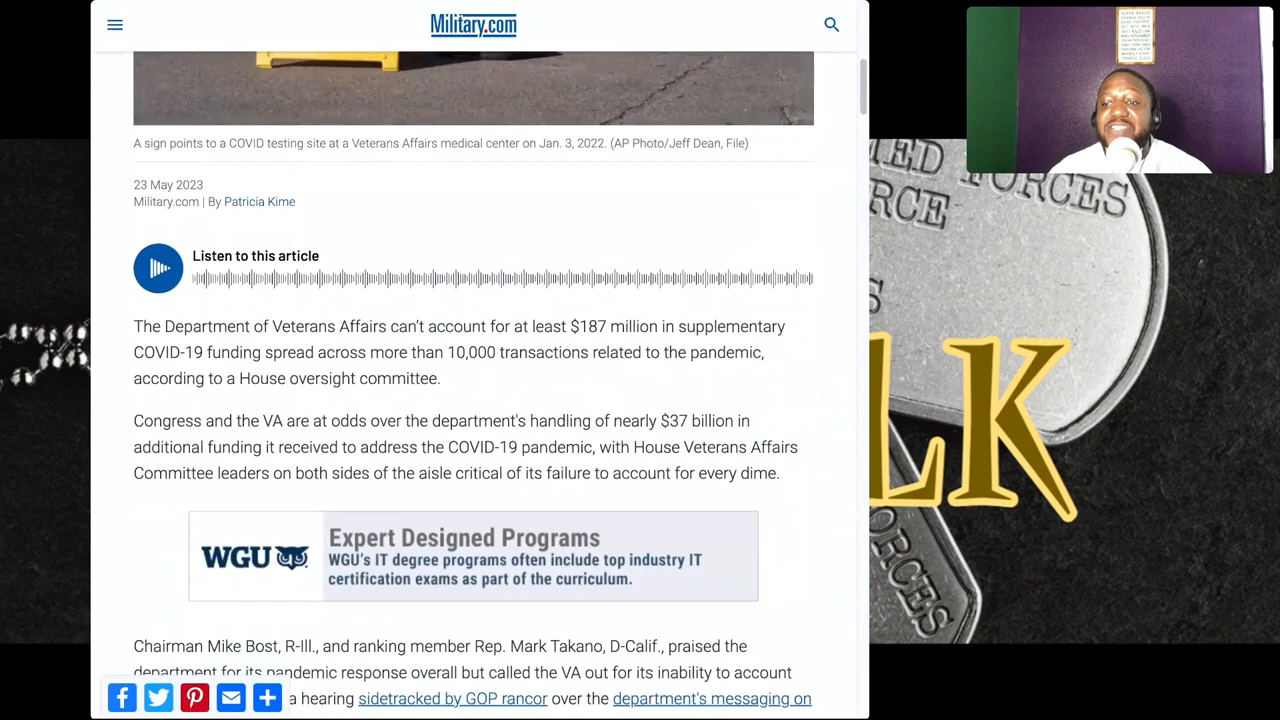 Military.com
A sign points to a COVID testing site at a Veterans Affairs medical center on Jan. 3, 2022. (AP Photo/Jeff Dean, File)
23 May 2023
Military.com | By Patricia Kime
Listen to this article
The Department of Veterans Affairs can't account for at least $187 million in supplementary
COVID-19 funding spread across more than 10,000 transactions related to the pandemic,
according to a House oversight committee.
Congress and the VA are at odds over the department's handling of nearly $37 billion in
additional funding it received to address the COVID-19 pandemic, with House Veterans Affairs
Committee leaders on both sides of the aisle critical of its failure to account for every dime.
WGU
Expert Designed Programs
WGU's IT degree programs often include top industry IT
certification exams as part of the curriculum.
Chairman Mike Bost, R-Ill., and ranking member Rep. Mark Takano, D-Calif., praised the
department for its pandemic response overall but called the VA out for its inability to account
a hearing sidetracked by GOP rancor over the department's messaging on
MED FORCES
RCE
S
LK
ORCES